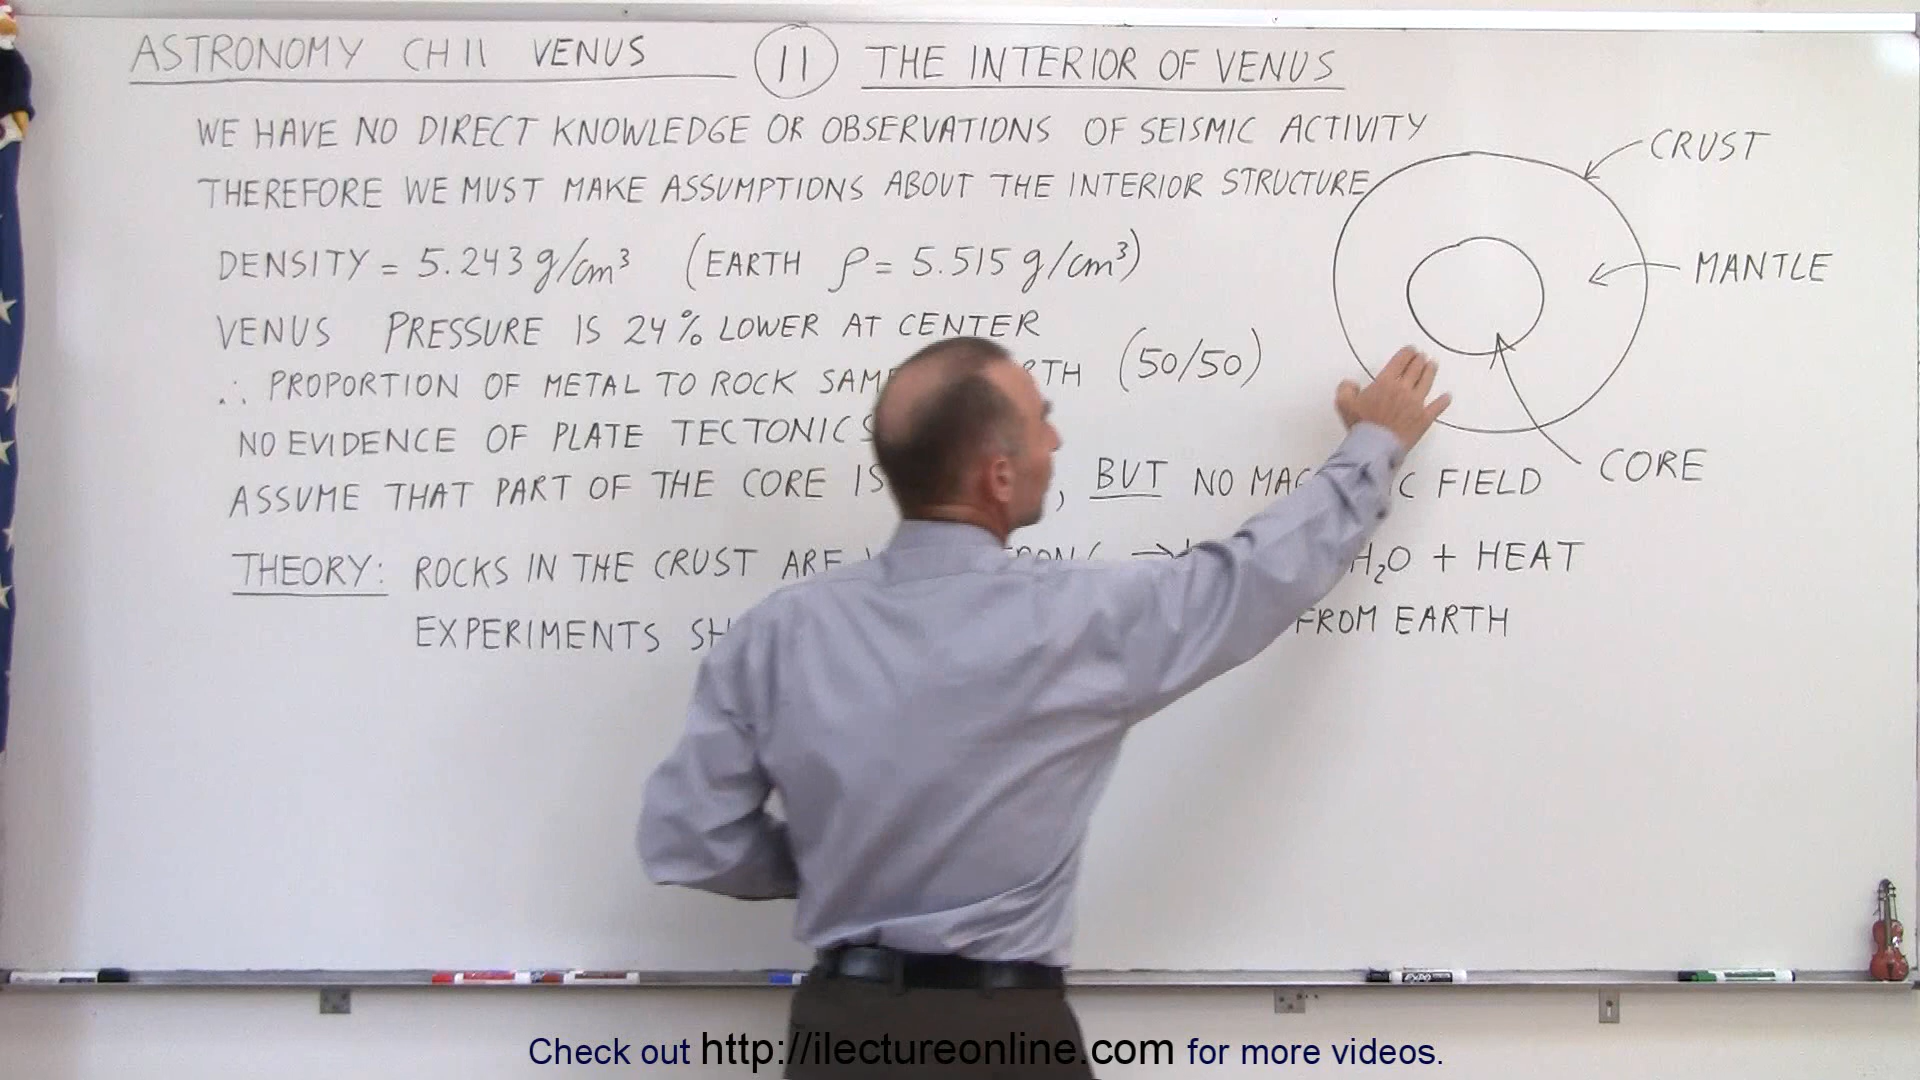 ASTRONOMY CH 11 VENUS 11 THE INTERIOR OF VENUS
WE HAVE NO DIRECT KNOWLEDGE OR OBSERVATIONS OF SEISMIC ACTIVITY
THEREFORE WE MUST MAKE ASSUMPTIONS ABOUT THE INTERIOR STRUCTURE
CRUST
MANTLE
CORE
DENSITY = 5.243 g/cm³ (EARTH ρ = 5.515 g/cm³)
VENUS PRESSURE IS 24% LOWER AT CENTER
∴ PROPORTION OF METAL TO ROCK (50/50)
NO EVIDENCE OF PLATE TECTONICS
ASSUME THAT PART OF THE CORE IS , BUT NO FIELD
THEORY: ROCKS IN THE CRUST ARE → H₂O + HEAT
EXPERIMENTS FROM EARTH
EXPO
Check out http://ilectureonline.com for more videos.